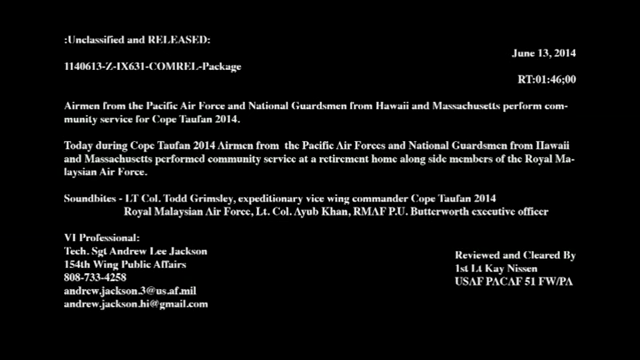 :Unclassified and RELEASED:
June 13, 2014
1140613-Z-IX631-COMREL-Package
RT:01:46;00
Airmen from the Pacific Air Force and National Guardsmen from Hawaii and Massachusetts perform com-
munity service for Cope Taufan 2014.
Today during Cope Taufan 2014 Airmen from the Pacific Air Forces and National Guardsmen from Hawaii
and Massachusetts performed community service at a retirement home along side members of the Royal Ma-
laysian Air Force.
Soundbites - LT Col. Todd Grimsley, expeditionary vice wing commander Cope Taufan 2014
Royal Malaysian Air Force, Lt. Col. Ayub Khan, RMAF P.U. Butterworth executive officer
VI Professional:
Tech. Sgt Andrew Lee Jackson
154th Wing Public Affairs
808-733-4258
andrew.jackson.3@us.af.mil
andrew.jackson.hi@gmail.com
Reviewed and Cleared By
1st Lt Kay Nissen
USAF PACAF 51 FW/PA